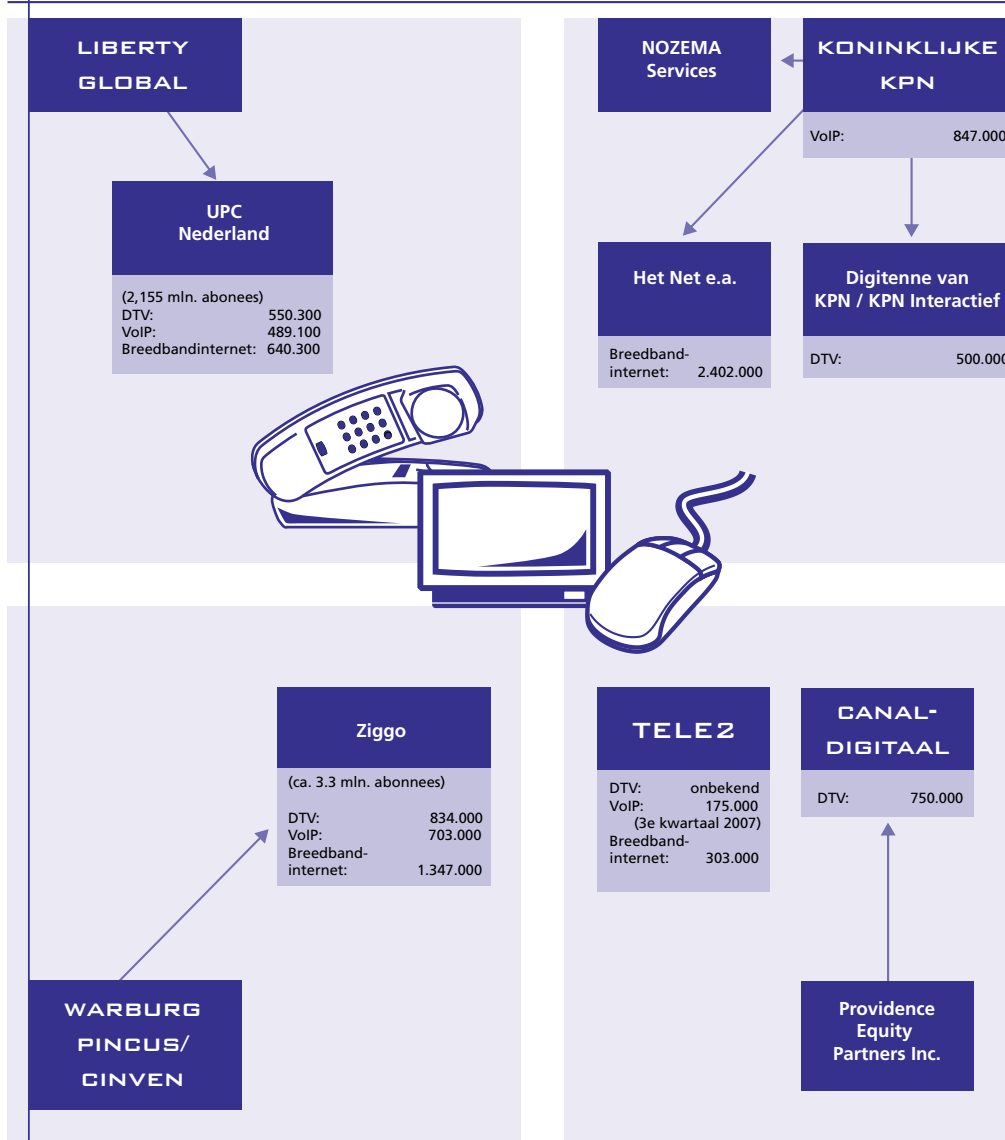 LIBERTY
GLOBAL
UPC
Nederland
(2,155 mln. abonees)
DTV: 550.300
VoIP: 489.100
Breedbandinternet: 640.300
NOZEMA
Services
KONINKLIJKE
KPN
VoIP: 847.000
Het Net e.a.
Breedband-
internet: 2.402.000
Digitenne van
KPN / KPN Interactief
DTV: 500.000
Ziggo
(ca. 3.3 mln. abonnees)
DTV: 834.000
VoIP: 703.000
Breedband-
internet: 1.347.000
WARBURG
PINCUS/
CINVEN
TELE2
DTV: onbekend
VoIP: 175.000
(3e kwartaal 2007)
Breedband-
internet: 303.000
CANAL-
DIGITAAL
DTV: 750.000
Providence
Equity
Partners Inc.